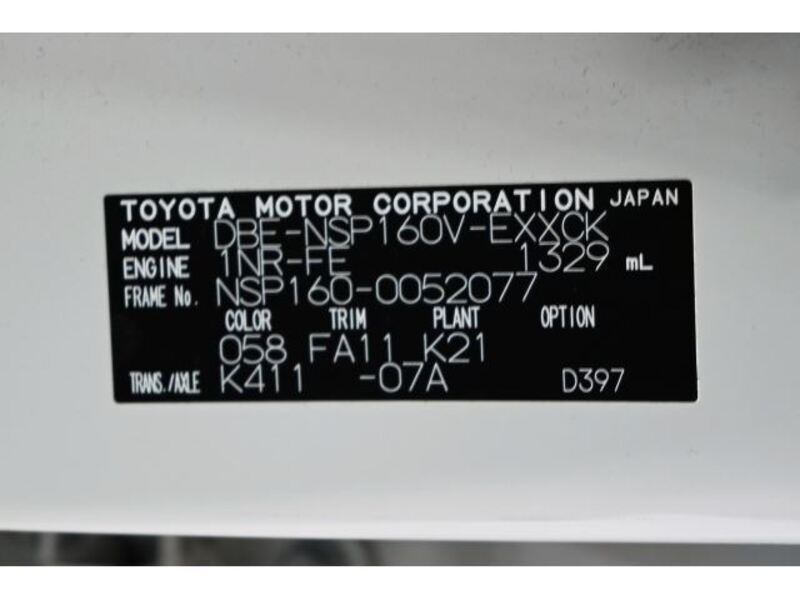 TOYOTA MOTOR CORPORATION JAPAN
MODEL DBE-NSP160V-EXXCK
ENGINE 1NR-FE 1329 mL
FRAME No. NSP160-0052077
COLOR TRIM PLANT OPTION
058 FA11 K21
TRANS./AXLE K411 -07A D397